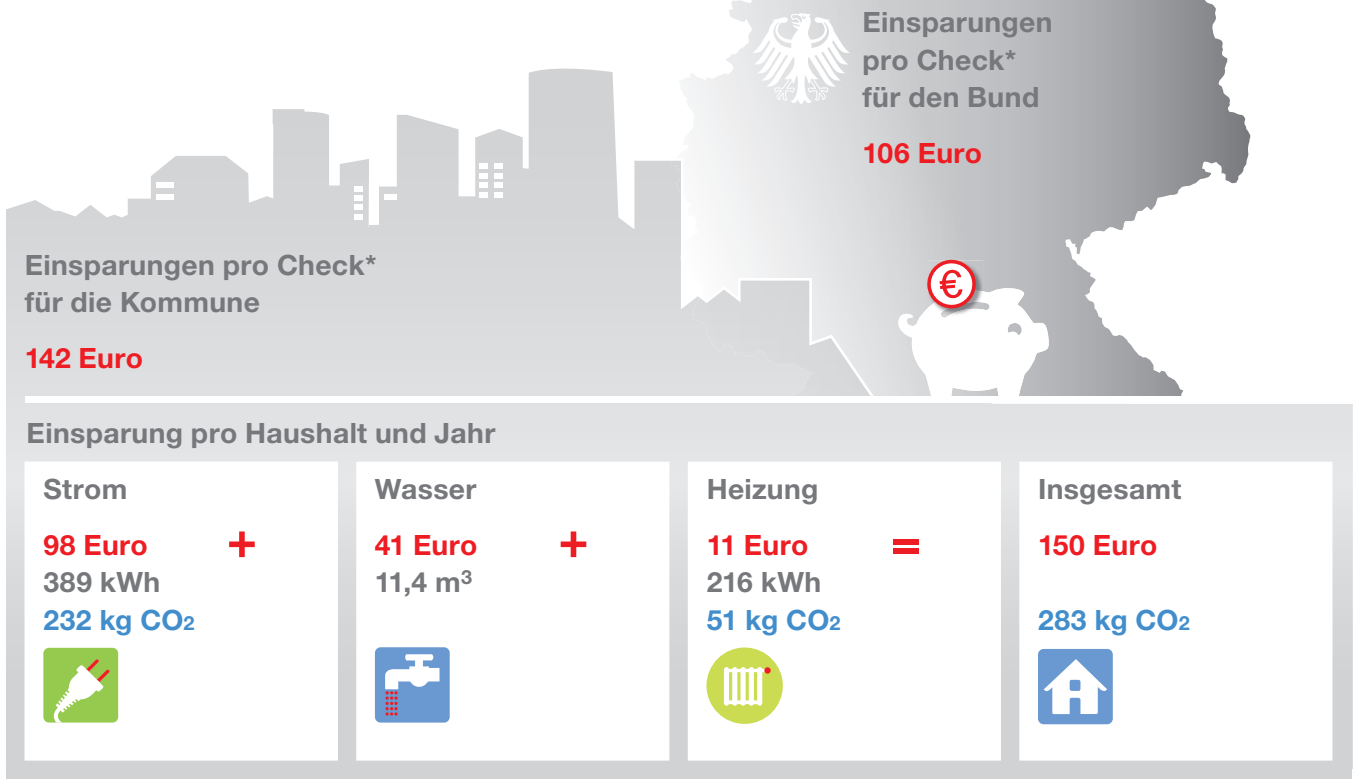 Einsparungen
pro Check*
für den Bund
106 Euro
Einsparungen pro Check*
für die Kommune
142 Euro
€
Einsparung pro Haushalt und Jahr
Strom
98 Euro +
389 kWh
232 kg CO2
Wasser
41 Euro +
11,4 m³
Heizung
11 Euro =
216 kWh
51 kg CO2
Insgesamt
150 Euro
283 kg CO2